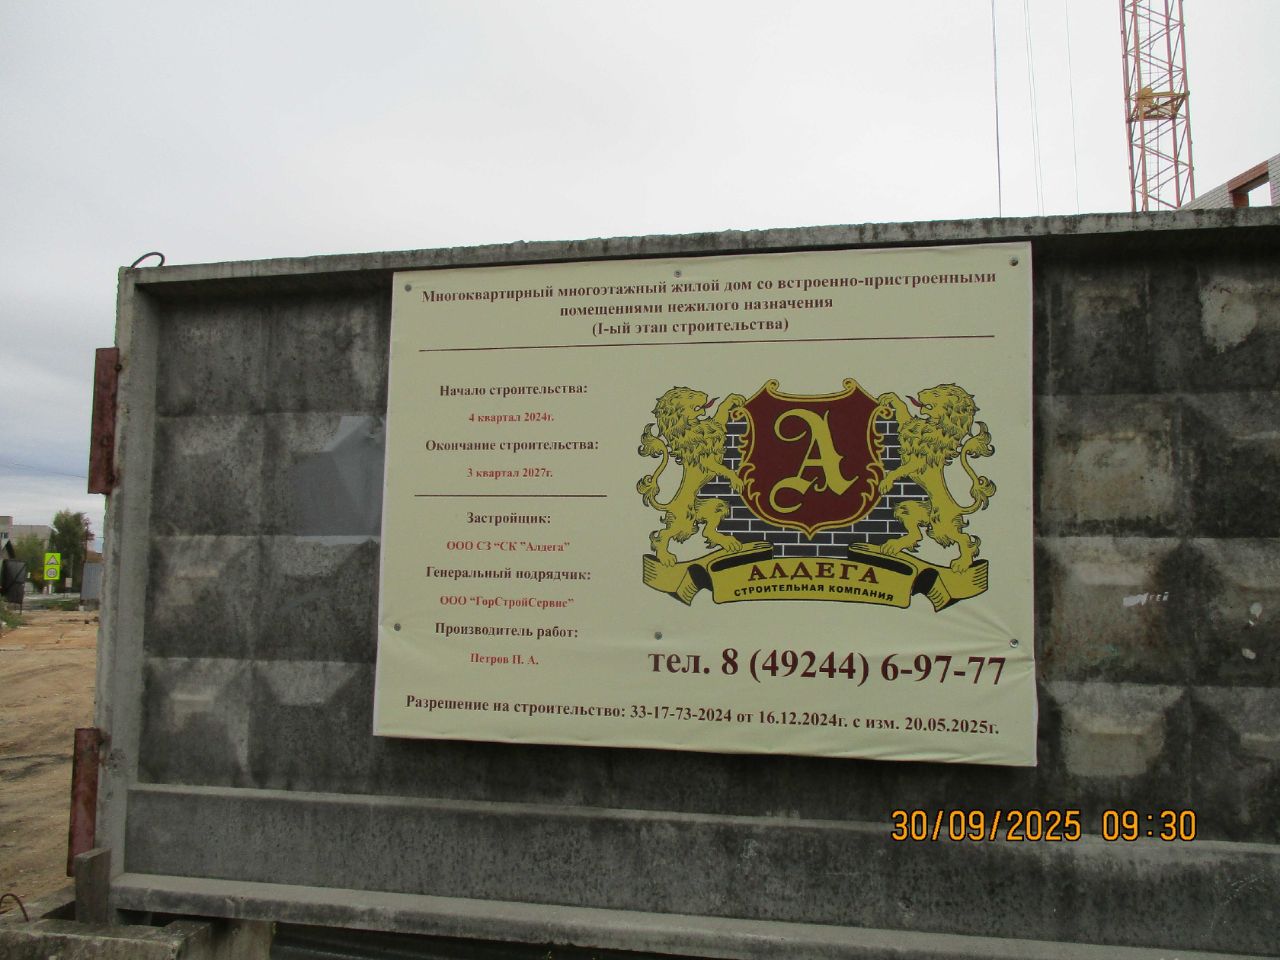 Многоквартирный многоэтажный жилой дом со встроенно-пристроенными
помещениями нежилого назначения
(I-ый этап строительства)
Начало строительства:
4 квартал 2024г.
Окончание строительства:
3 квартал 2027г.
Застройщик:
ООО СЗ “СК "Алдега”
Генеральный подрядчик:
ООО “ГорСтройСервис”
Производитель работ:
Петров П. А.
А
АЛДЕГА
СТРОИТЕЛЬНАЯ КОМПАНИЯ
тел. 8 (49244) 6-97-77
Разрешение на строительство: 33-17-73-2024 от 16.12.2024г. с изм. 20.05.2025г.
30/09/2025 09:30